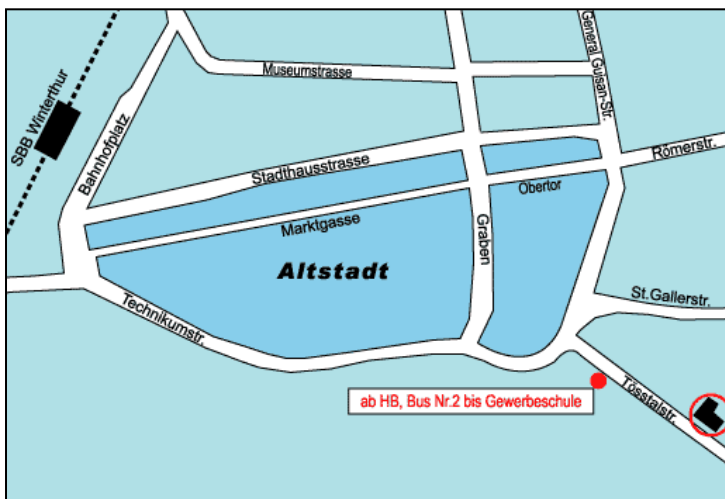 General Guisan-Str.
Museumstrasse
SBB Winterthur
Bahnhofplatz
Stadthausstrasse
Römerstr.
Obertor
Marktgasse
Graben
Altstadt
St.Gallerstr.
Technikumstr.
ab HB, Bus Nr.2 bis Gewerbeschule
Tösstalstr.